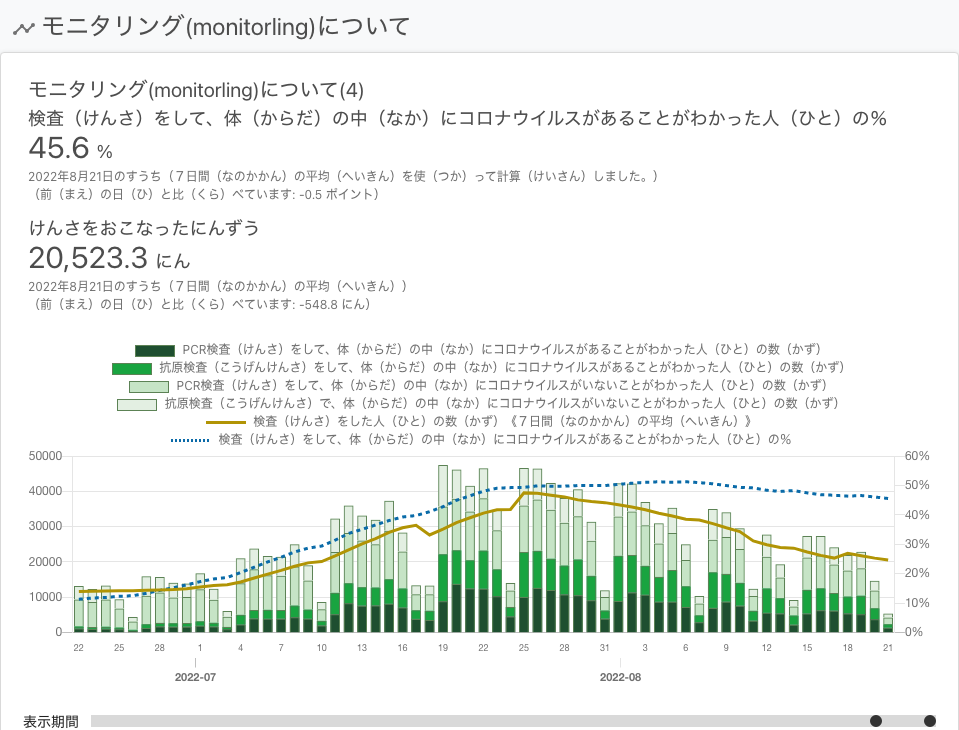 モニタリング(monitorling)について
モニタリング(monitorling)について(4)
検査（けんさ）をして、体（からだ）の中（なか）にコロナウイルスがあることがわかった人（ひと）の%
45.6 %
2022年8月21日のすうち（７日間（なのかかん）の平均（へいきん）を使（つか）って計算（けいさん）しました。）
（前（まえ）の日（ひ）と比（くら）べています: -0.5 ポイント）
けんさをおこなったにんずう
20,523.3 にん
2022年8月21日のすうち（７日間（なのかかん）の平均（へいきん））
（前（まえ）の日（ひ）と比（くら）べています: -548.8 にん）
PCR検査（けんさ）をして、体（からだ）の中（なか）にコロナウイルスがあることがわかった人（ひと）の数（かず）
抗原検査（こうげんけんさ）をして、体（からだ）の中（なか）にコロナウイルスがあることがわかった人（ひと）の数（かず）
PCR検査（けんさ）をして、体（からだ）の中（なか）にコロナウイルスがいないことがわかった人（ひと）の数（かず）
抗原検査（こうげんけんさ）で、体（からだ）の中（なか）にコロナウイルスがいないことがわかった人（ひと）の数（かず）
検査（けんさ）をした人（ひと）の数（かず）《７日間（なのかかん）の平均（へいきん）》
検査（けんさ）をして、体（からだ）の中（なか）にコロナウイルスがあることがわかった人（ひと）の%
50000 60%
50%
40000
40%
30000
30%
20000
20%
10000 10%
0 0%
22 25 28 1 4 7 10 13 16 19 22 25 28 31 3 6 9 12 15 18 21
2022-07 2022-08
表示期間